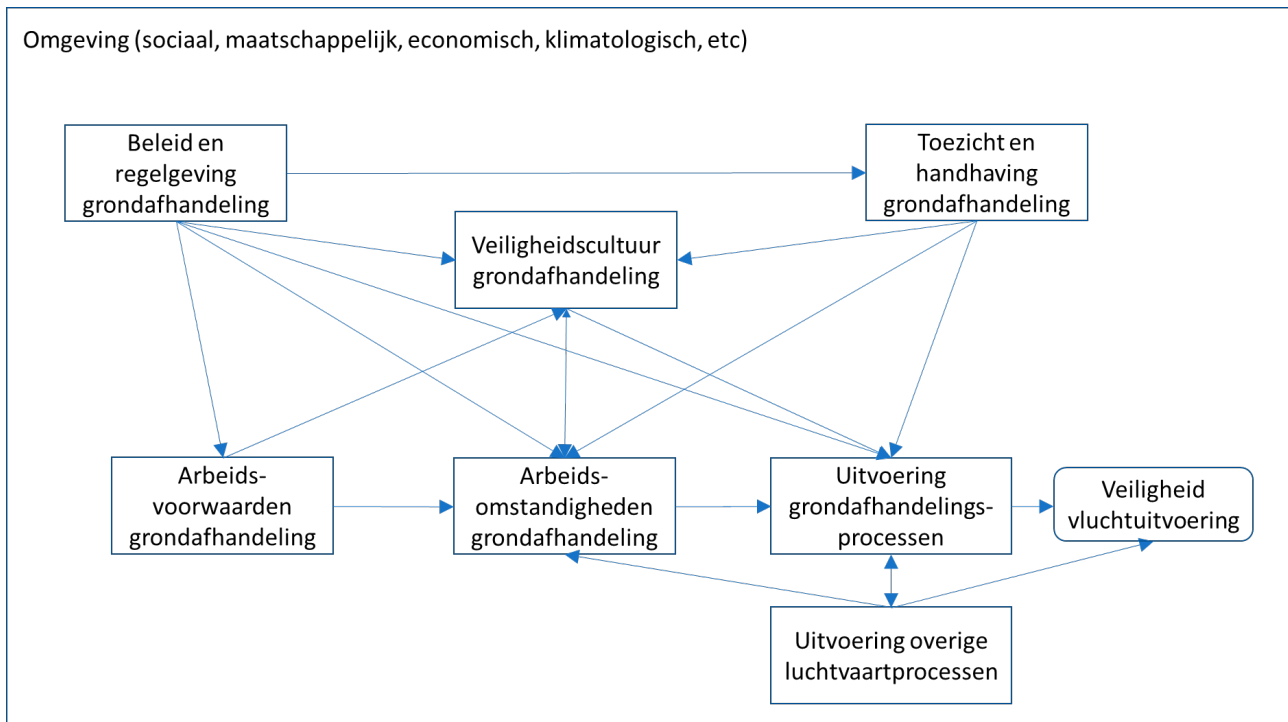 Omgeving (sociaal, maatschappelijk, economisch, klimatologisch, etc)
Beleid en
regelgeving
grondafhandeling
Toezicht en
handhaving
grondafhandeling
Veiligheidscultuur
grondafhandeling
Arbeids-
voorwaarden
grondafhandeling
Arbeids-
omstandigheden
grondafhandeling
Uitvoering
grondafhandelings-
processen
Veiligheid
vluchtuitvoering
Uitvoering overige
luchtvaartprocessen